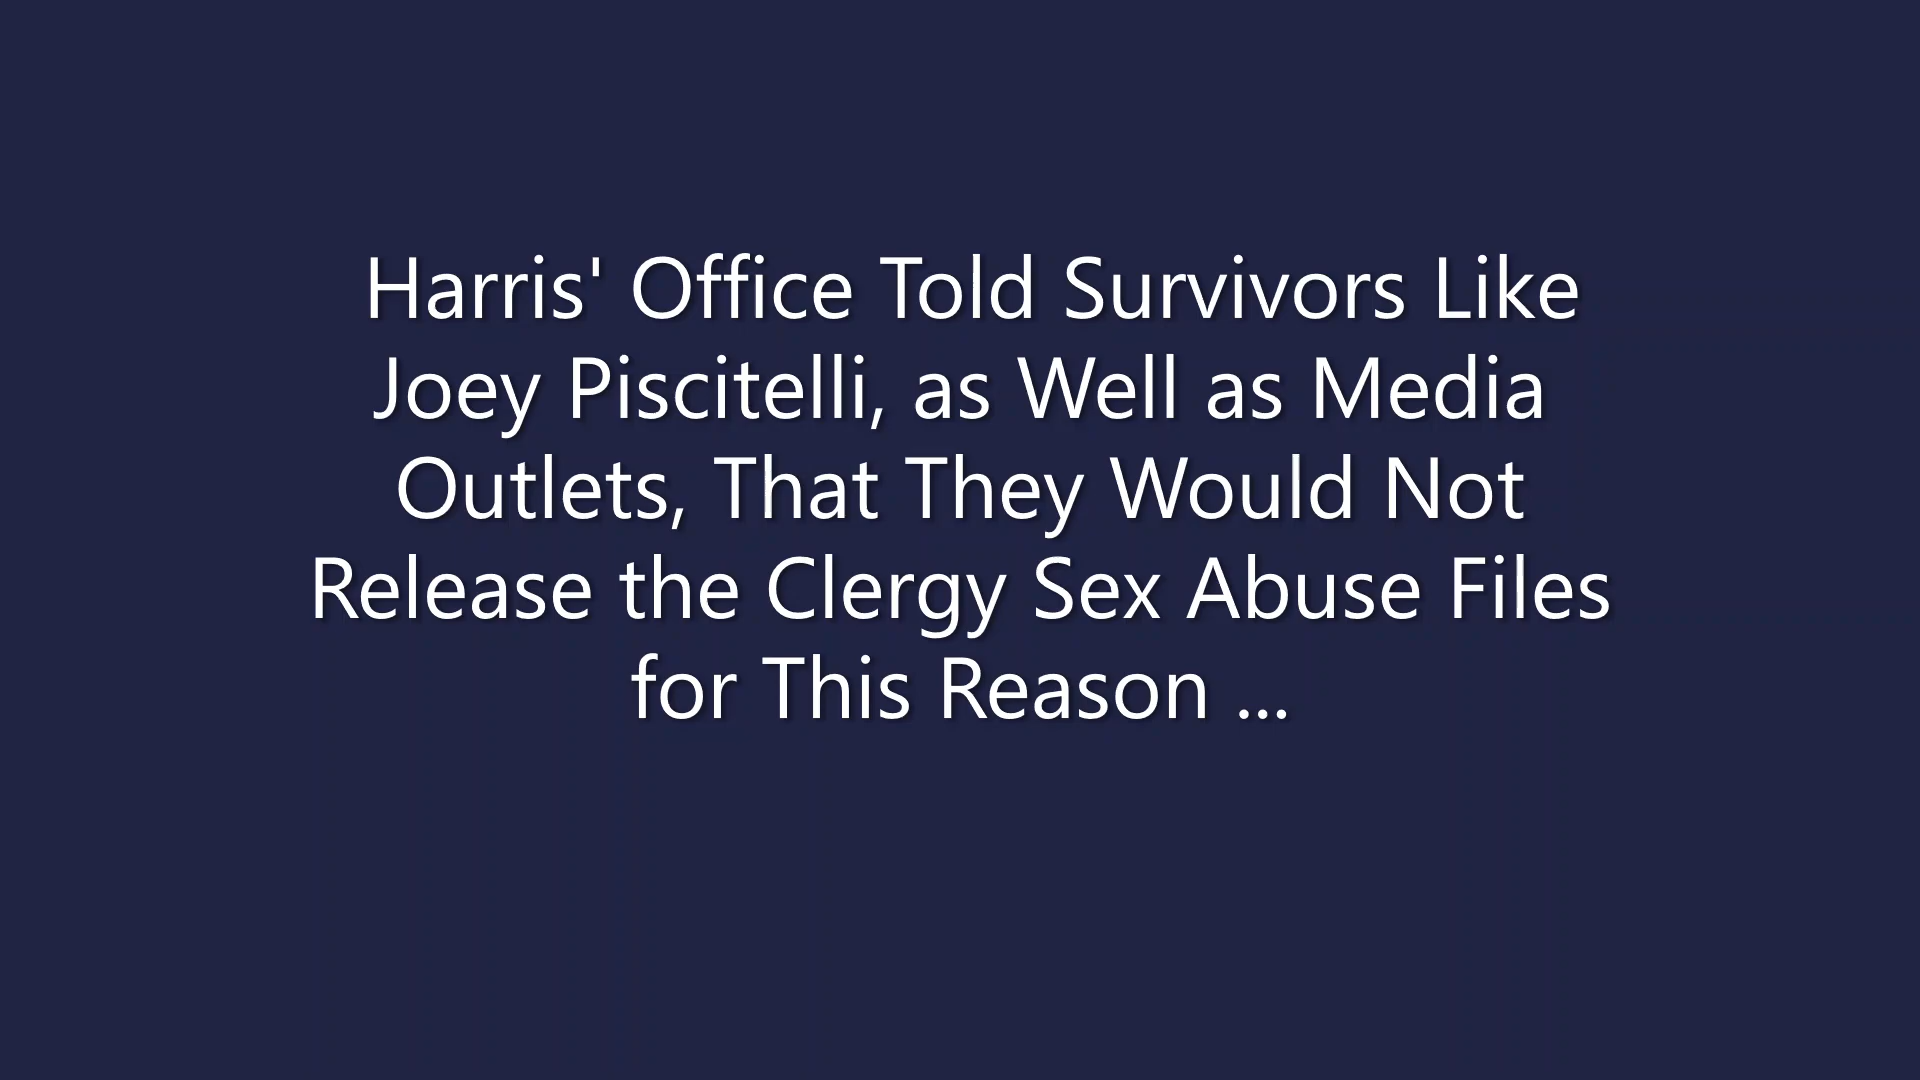 Harris' Office Told Survivors Like
Joey Piscitelli, as Well as Media
Outlets, That They Would Not
Release the Clergy Sex Abuse Files
for This Reason ...